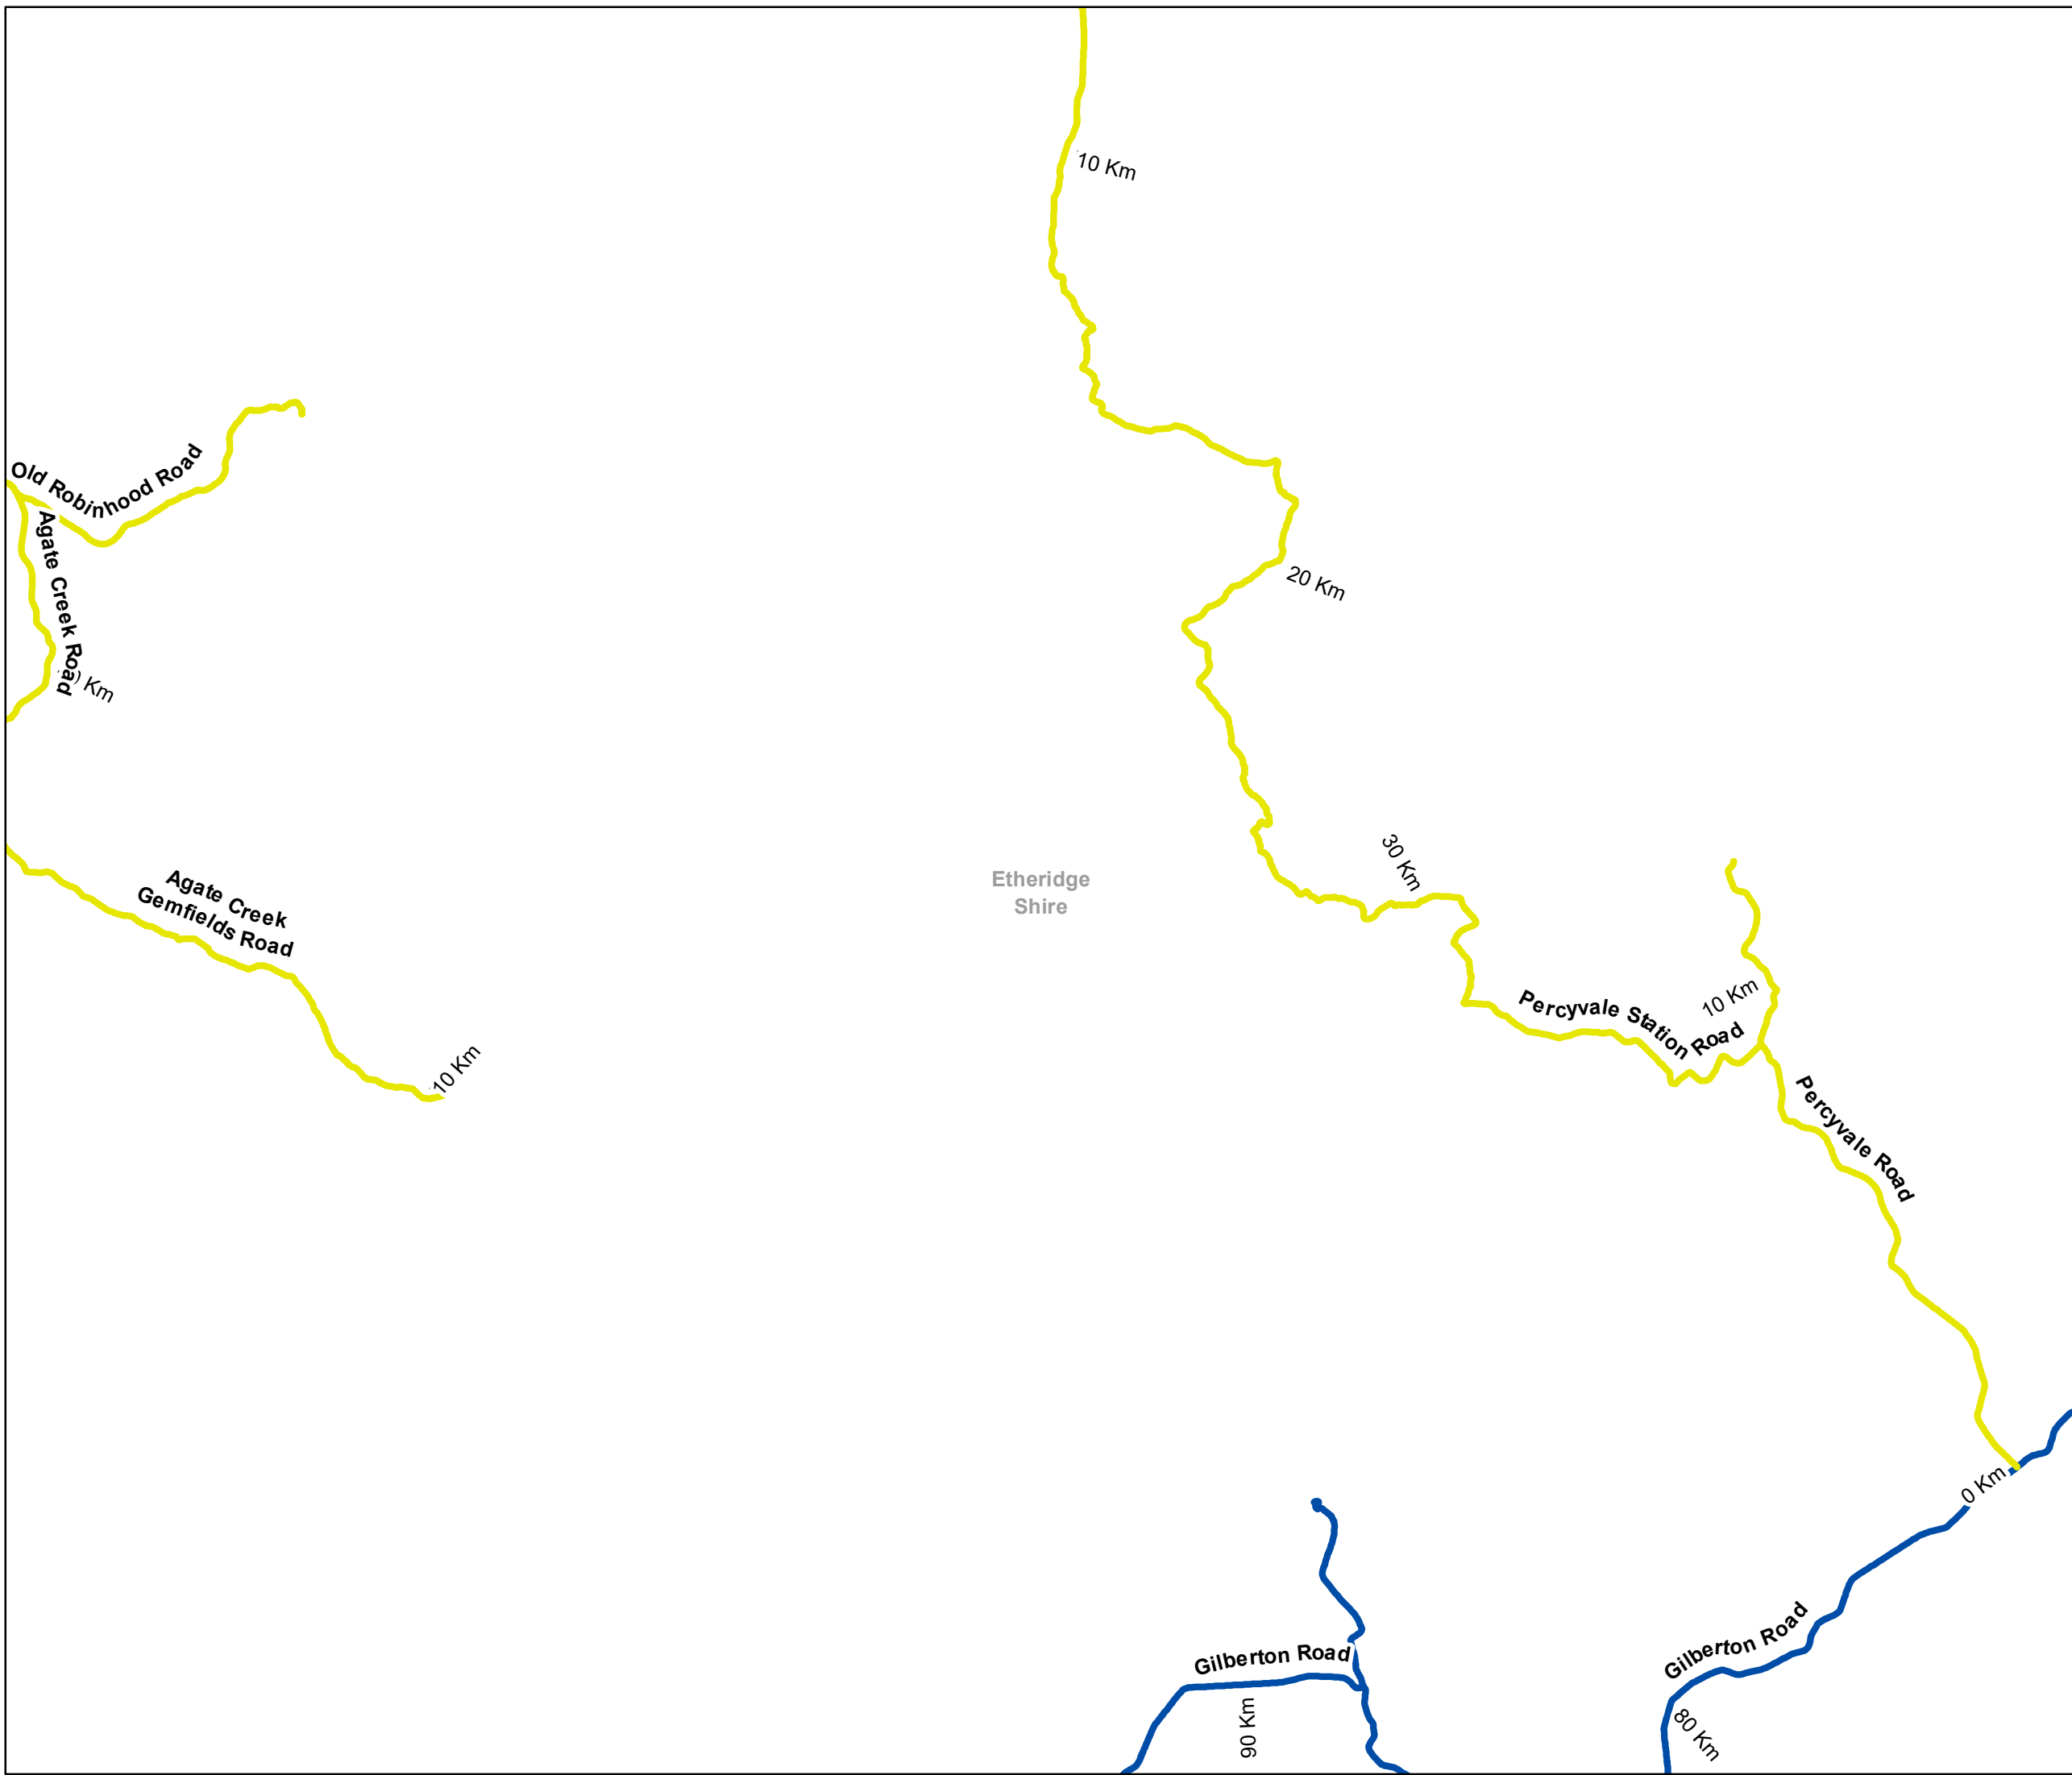 10 Km
Old Robinhood Road
Agate Creek Road
Km
20 Km
30 Km
Etheridge
Shire
Agate Creek
Gemfields Road
10 Km
10 Km
Percyvale Station Road
Percyvale Road
0 Km
Gilberton Road
Gilberton Road
90 Km
80 Km